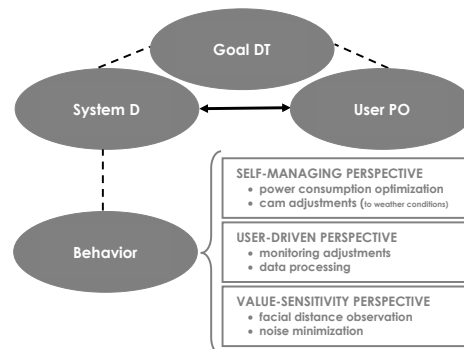 Goal DT
System D
User PO
Behavior
SELF-MANAGING PERSPECTIVE
• power consumption optimization
• cam adjustments (to weather conditions)
USER-DRIVEN PERSPECTIVE
• monitoring adjustments
• data processing
VALUE-SENSITIVITY PERSPECTIVE
• facial distance observation
• noise minimization